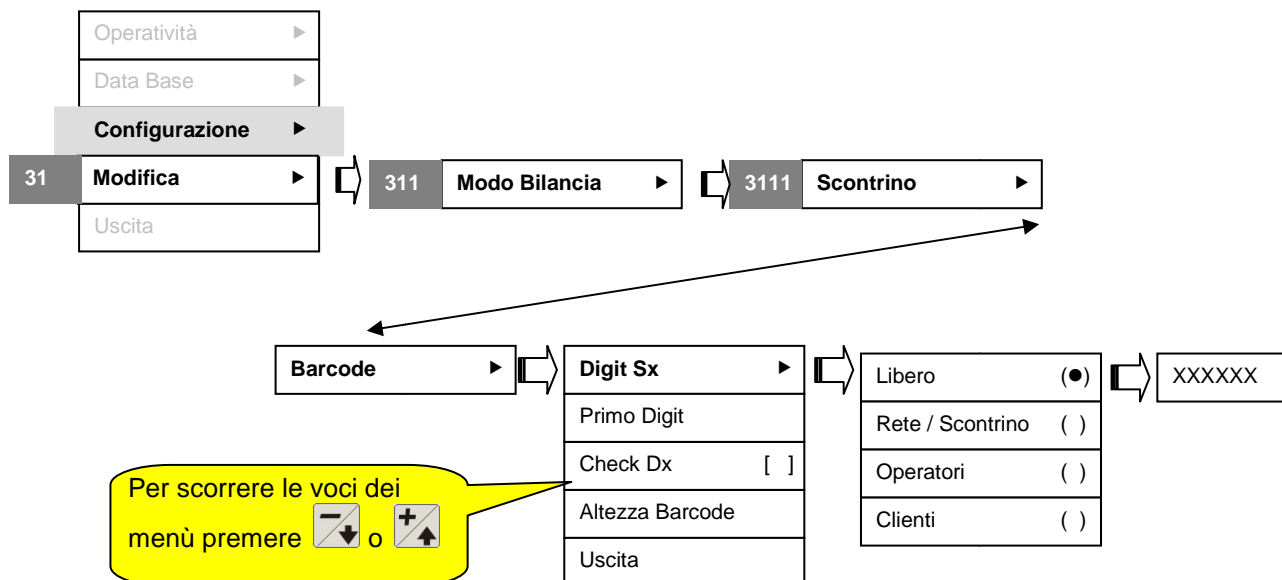 Operatività ►
Data Base ►
Configurazione ►
31 Modifica ►
311 Modo Bilancia ►
3111 Scontrino ►
Uscita
Barcode ►
Digit Sx ►
Primo Digit
Check Dx [ ]
Altezza Barcode
Uscita
Libero (●)
Rete / Scontrino ( )
Operatori ( )
Clienti ( )
XXXXXX
Per scorrere le voci dei
menù premere − o +